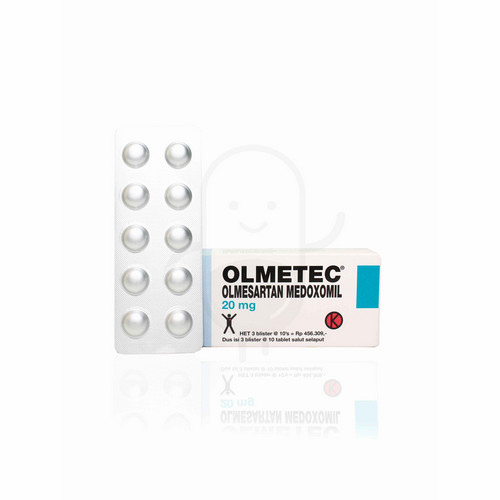 OLMETEC®
OLMESARTAN MEDOXOMIL
20 mg
HET 3 blister @ 10's = Rp 456.309,-
Dus isi 3 blister @ 10 tablet salut selaput
K